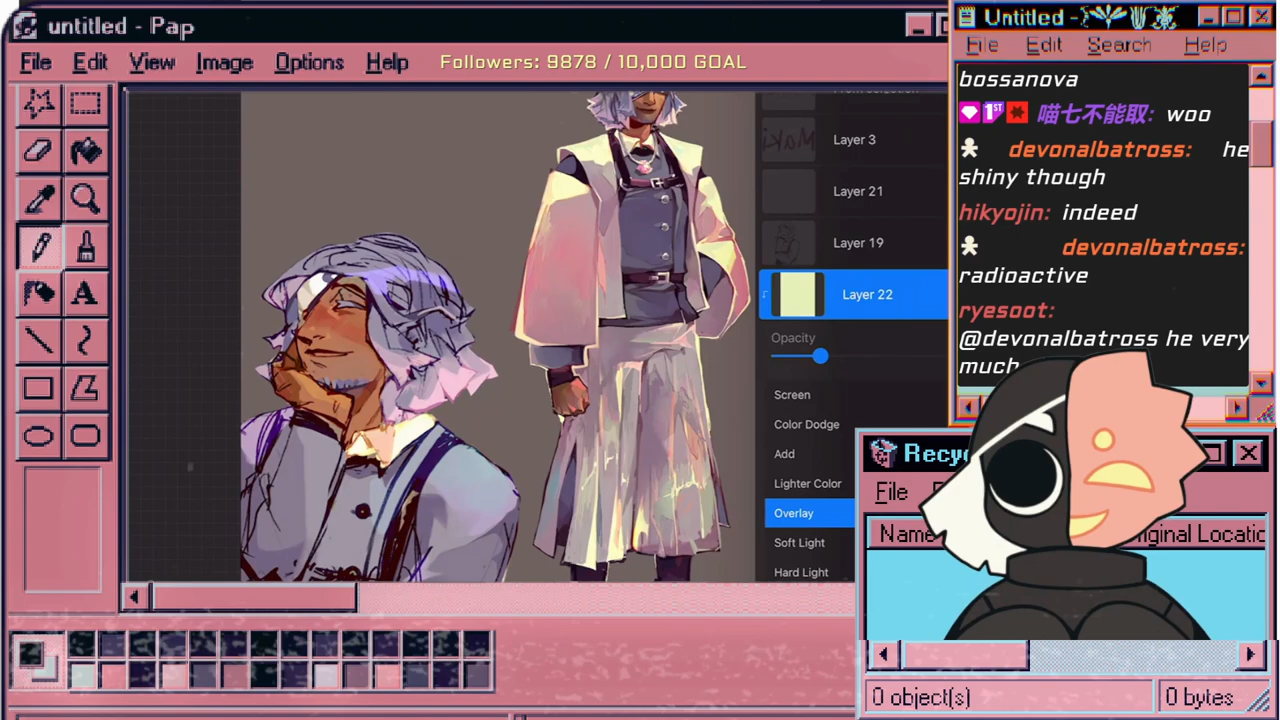 untitled - Pap
File Edit View Image Options Help
Followers: 9878 / 10,000 GOAL
Layer 3
Layer 21
Layer 19
Layer 22
Opacity
Screen
Color Dodge
Add
Lighter Color
Overlay
Soft Light
Hard Light
Untitled -
File Edit Search Help
bossanova
1ST 喵七不能取: woo
devonalbatross: he
shiny though
hikyojin: indeed
devonalbatross:
radioactive
ryesoot:
@devonalbatross he very
much
Recy
File
Name iginal Locatio
0 object(s) 0 bytes
A